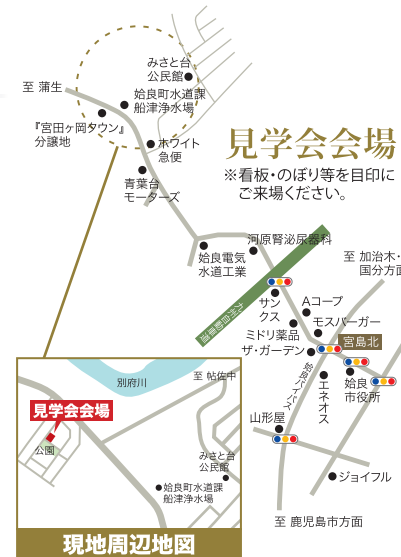 みさと台
公民館
至 蒲生
姶良町水道課
船津浄水場
『宮田ヶ岡タウン』
分譲地
ホワイト
急便
青葉台
モータース゛
見学会会場
※看板・のぼり等を目印に
ご来場ください。
姶良電気
水道工業
河原腎泌尿器科
至 加治木・
国分方面
九州自動車道
サン
クス
Aコープ
モスバーガー
ミドリ薬品
ザ・ガーデン
宮島北
姶良バイパス
エネオス
姶良
市役所
山形屋
ジョイフル
至 鹿児島市方面
別府川
至 帖佐中
見学会会場
公園
みさと台
公民館
姶良町水道課
船津浄水場
現地周辺地図